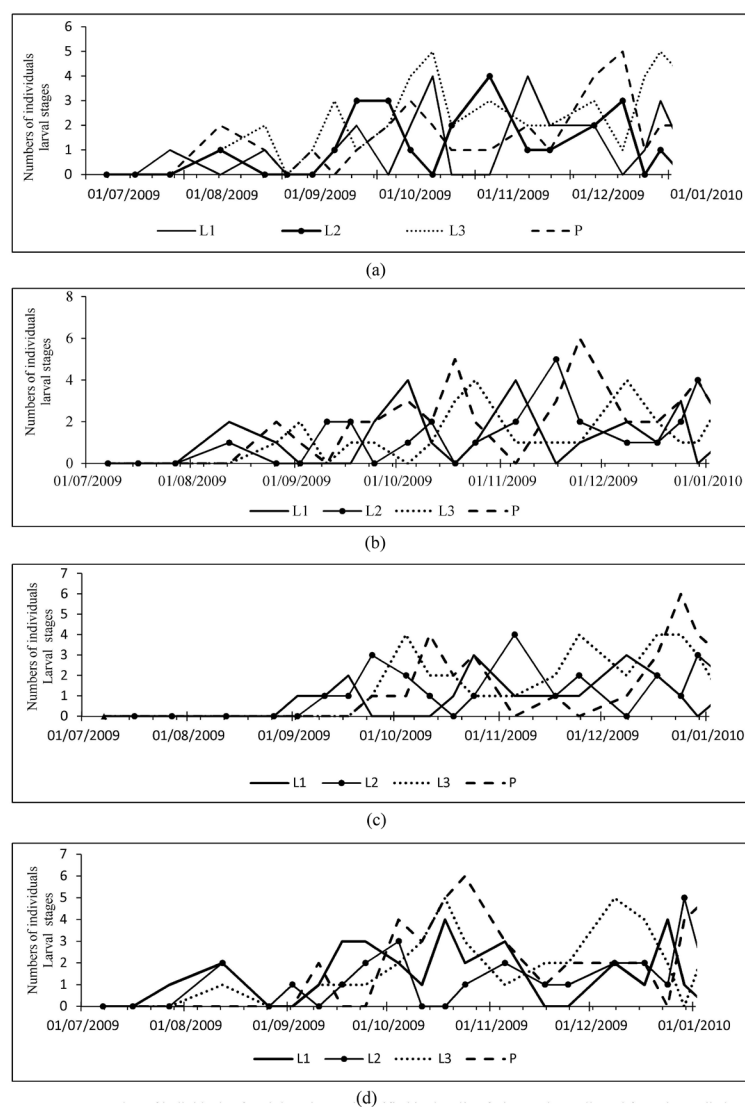 Numbers of individuals
larval stages
6
5
4
3
2
1
0
01/07/2009 01/08/2009 01/09/2009 01/10/2009 01/11/2009 01/12/2009 01/01/2010
L1 L2 L3 P
(a)
Numbers of individuals
larval stages
8
6
4
2
0
01/07/2009 01/08/2009 01/09/2009 01/10/2009 01/11/2009 01/12/2009 01/01/2010
L1 L2 L3 P
(b)
Numbers of individuals
Larval stages
7
6
5
4
3
2
1
0
01/07/2009 01/08/2009 01/09/2009 01/10/2009 01/11/2009 01/12/2009 01/01/2010
L1 L2 L3 P
(c)
Numbers of individuals
Larval stages
7
6
5
4
3
2
1
0
01/07/2009 01/08/2009 01/09/2009 01/10/2009 01/11/2009 01/12/2009 01/01/2010
L1 L2 L3 P
(d)